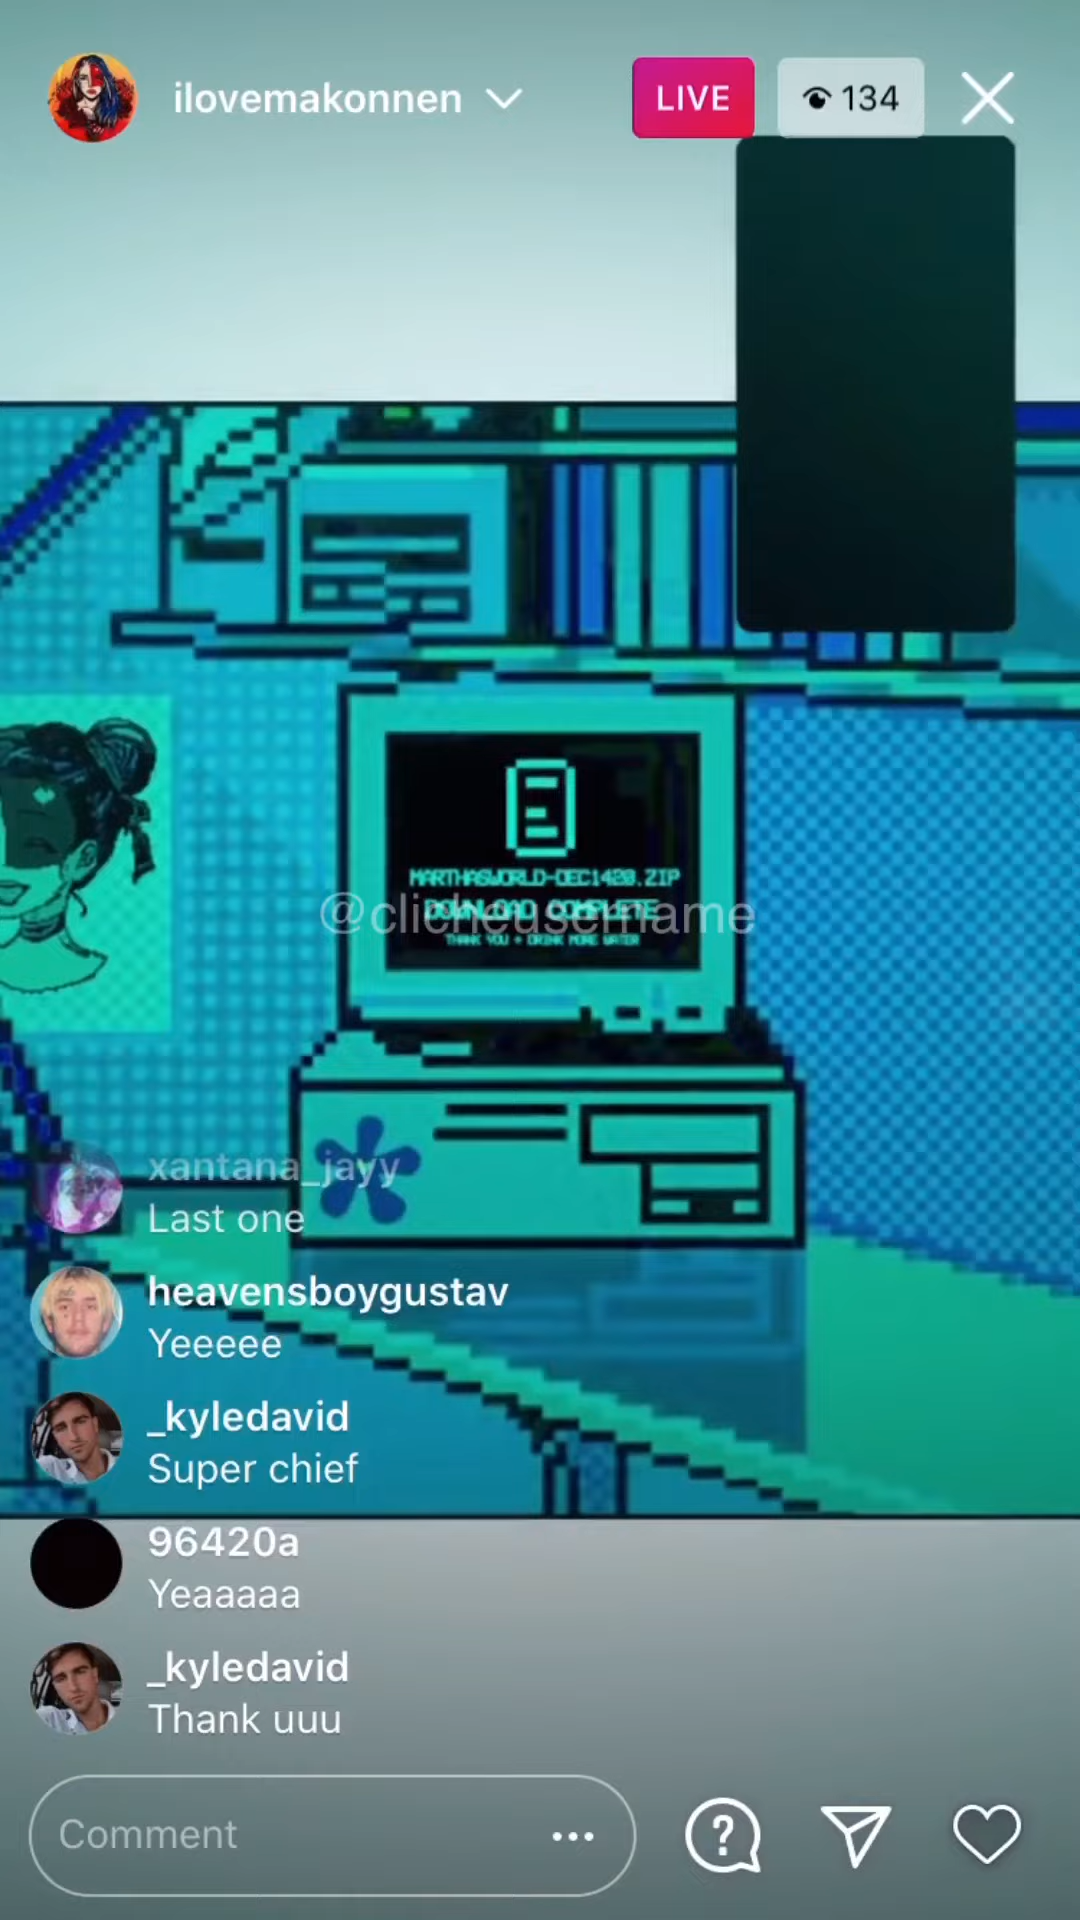 ilovemakonnen
LIVE
134
MARTHASWORLD-DEC1420.ZIP
DOWNLOAD COMPLETE
@clicheusername
THANK YOU + DRINK MORE WATER
xantana_jayy
Last one
heavensboygustav
Yeeeee
_kyledavid
Super chief
96420a
Yeaaaaa
_kyledavid
Thank uuu
Comment